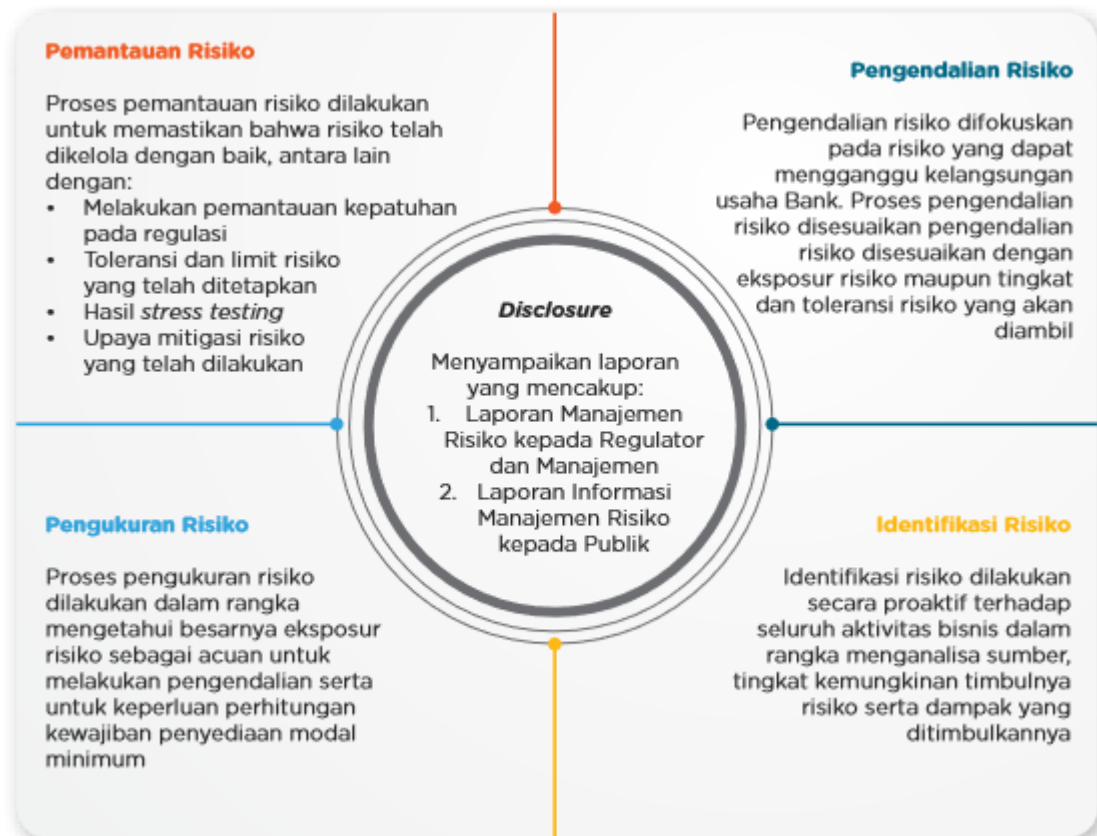 Pemantauan Risiko
Proses pemantauan risiko dilakukan
untuk memastikan bahwa risiko telah
dikelola dengan baik, antara lain
dengan:
• Melakukan pemantauan kepatuhan
pada regulasi
• Toleransi dan limit risiko
yang telah ditetapkan
• Hasil stress testing
• Upaya mitigasi risiko
yang telah dilakukan
Pengendalian Risiko
Pengendalian risiko difokuskan
pada risiko yang dapat
mengganggu kelangsungan
usaha Bank. Proses pengendalian
risiko disesuaikan pengendalian
risiko disesuaikan dengan
eksposur risiko maupun tingkat
dan toleransi risiko yang akan
diambil
Disclosure
Menyampaikan laporan
yang mencakup:
1. Laporan Manajemen
Risiko kepada Regulator
dan Manajemen
2. Laporan Informasi
Manajemen Risiko
kepada Publik
Pengukuran Risiko
Proses pengukuran risiko
dilakukan dalam rangka
mengetahui besarnya eksposur
risiko sebagai acuan untuk
melakukan pengendalian serta
untuk keperluan perhitungan
kewajiban penyediaan modal
minimum
Identifikasi Risiko
Identifikasi risiko dilakukan
secara proaktif terhadap
seluruh aktivitas bisnis dalam
rangka menganalisa sumber,
tingkat kemungkinan timbulnya
risiko serta dampak yang
ditimbulkannya